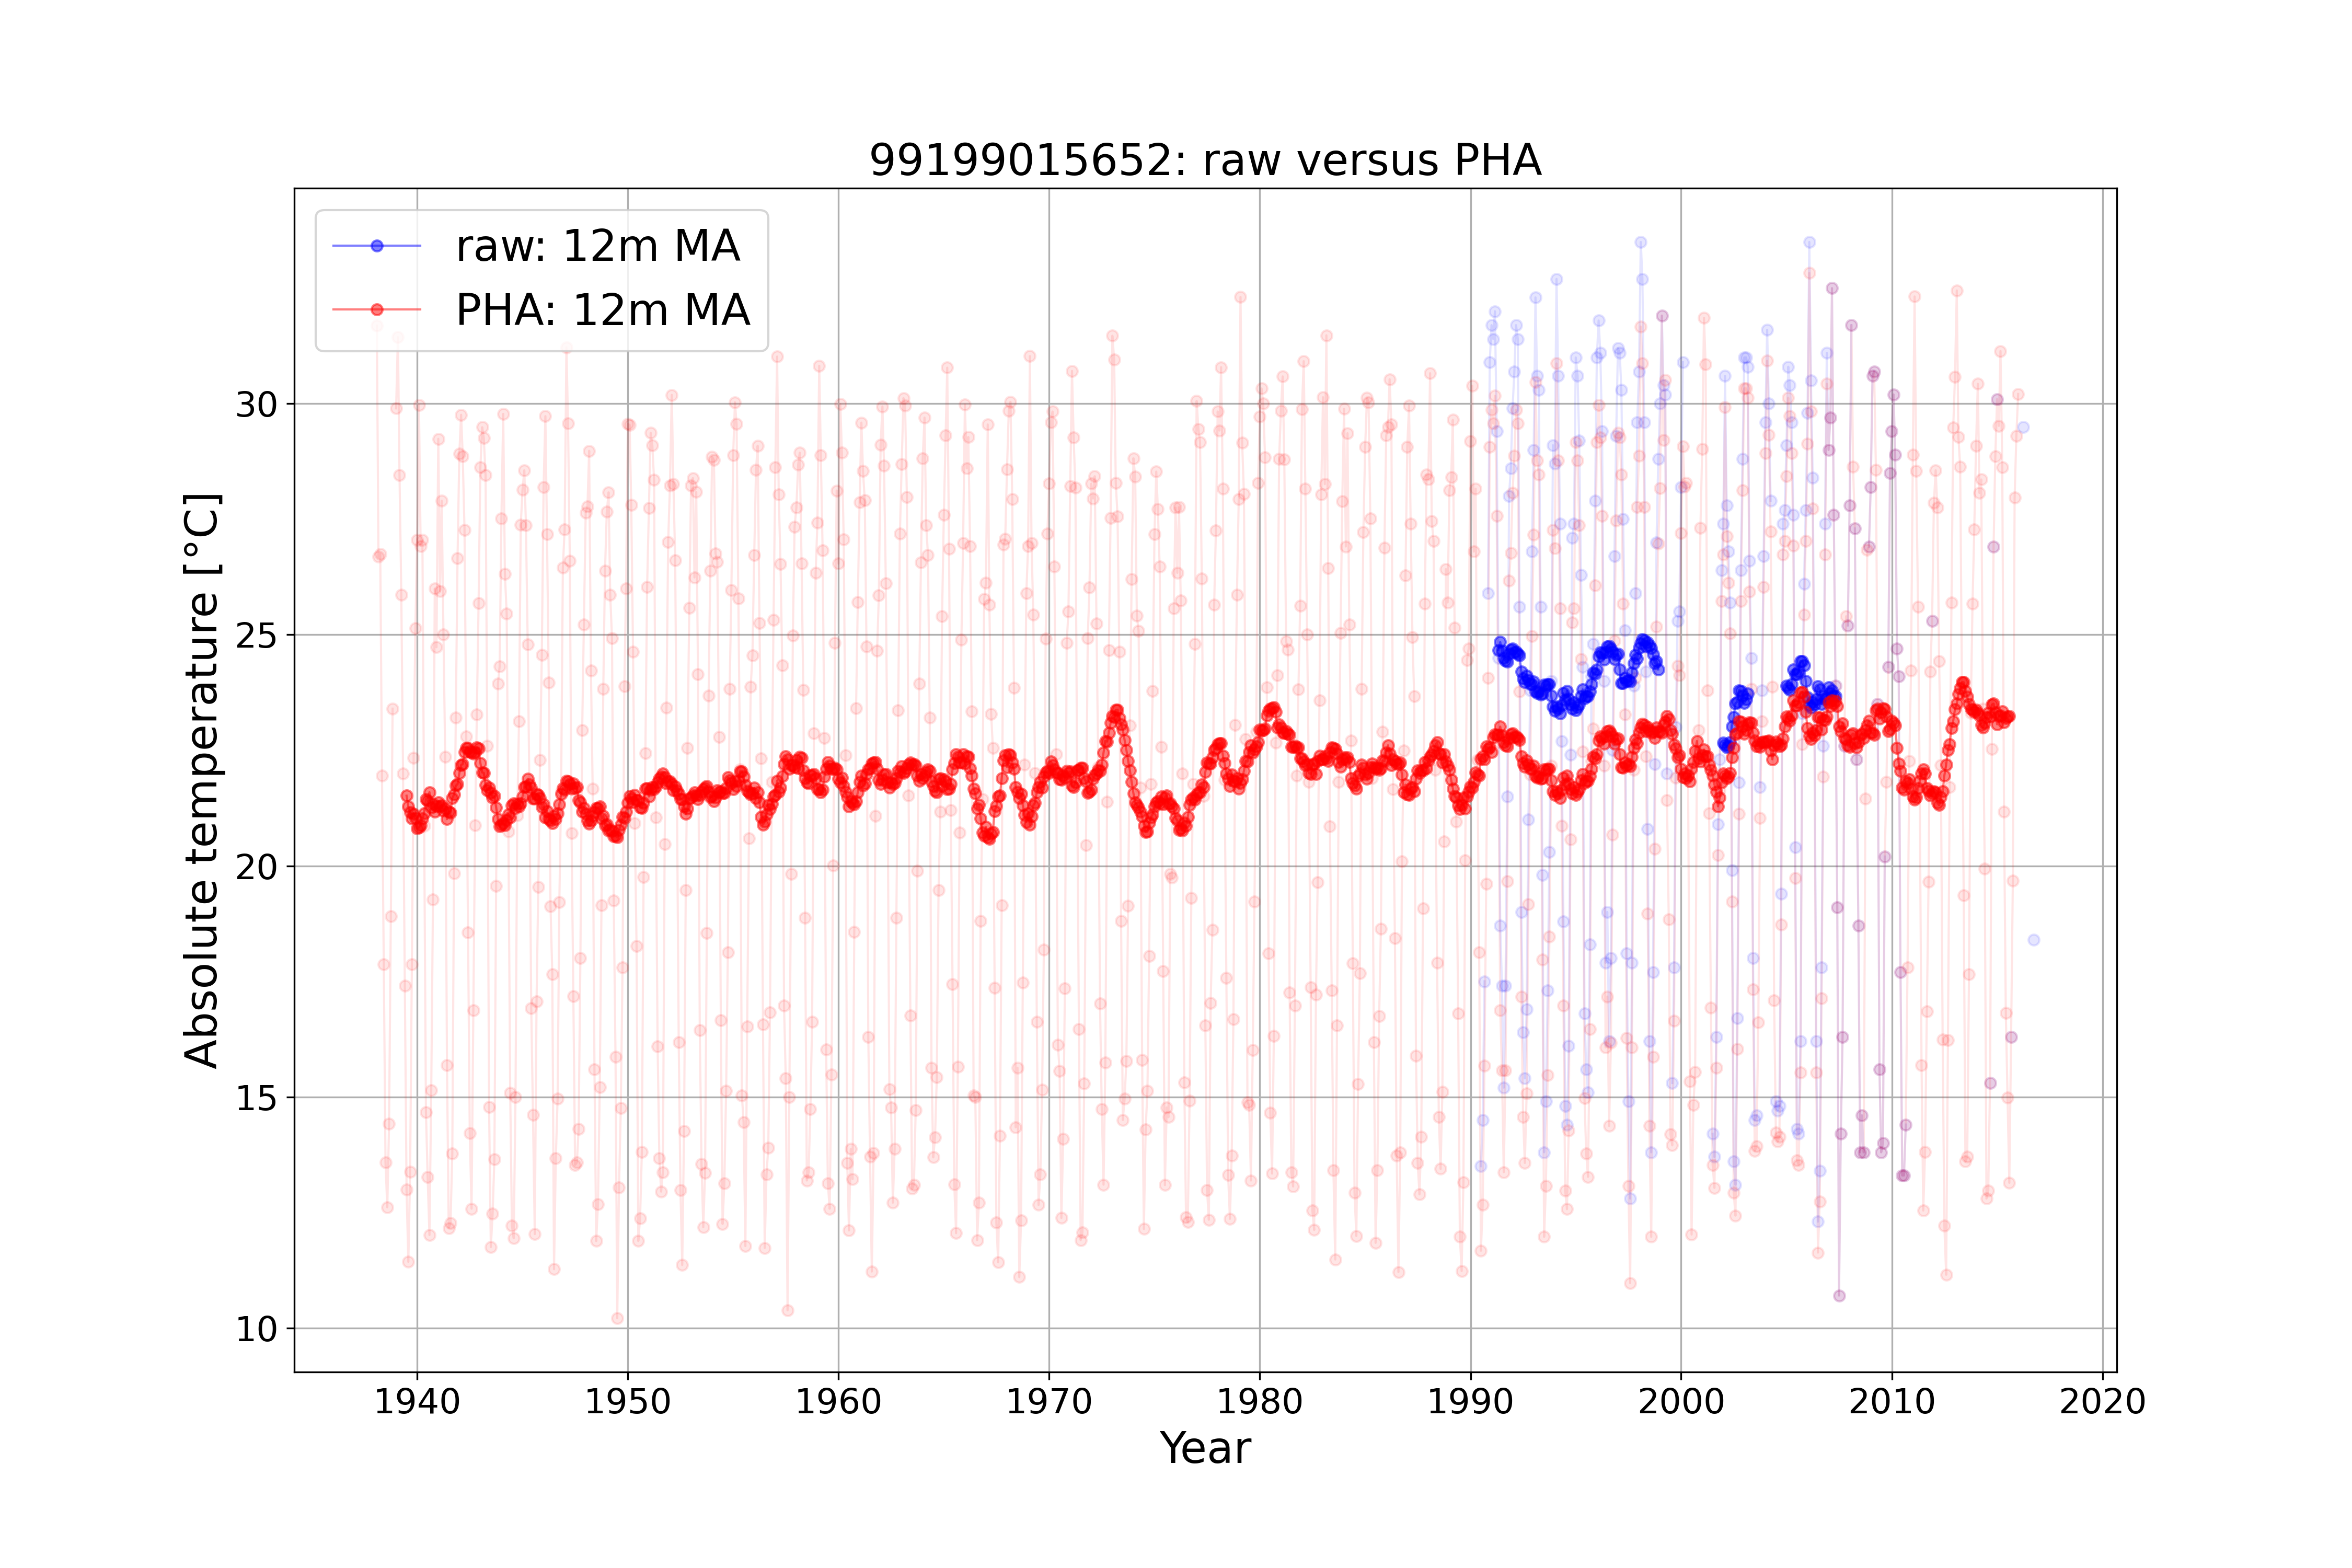 99199015652: raw versus PHA
raw: 12m MA
PHA: 12m MA
Absolute temperature [°C]
30
25
20
15
10
1940 1950 1960 1970 1980 1990 2000 2010 2020
Year